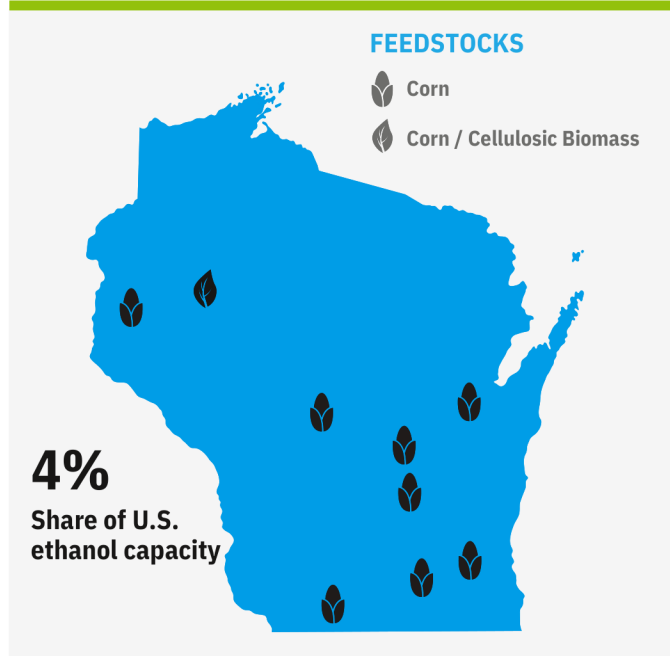 FEEDSTOCKS
Corn
Corn / Cellulosic Biomass
4%
Share of U.S.
ethanol capacity